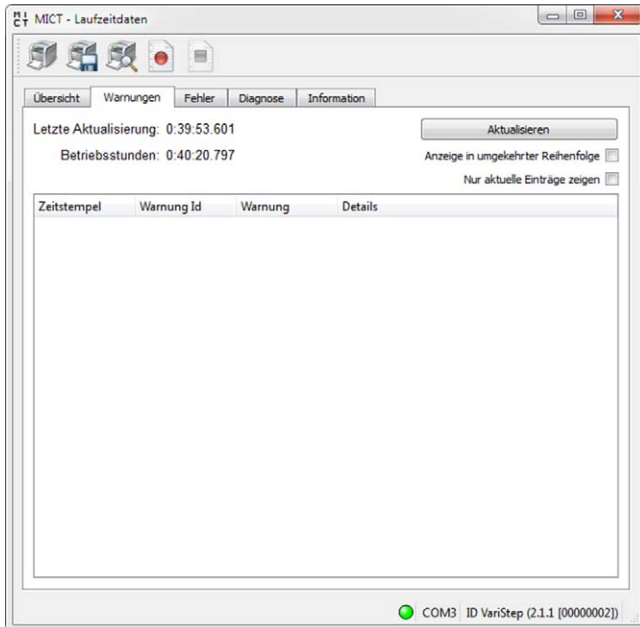 MICT - Laufzeitdaten
Übersicht Warnungen Fehler Diagnose Information
Letzte Aktualisierung: 0:39:53.601 Aktualisieren
Betriebsstunden: 0:40:20.797 Anzeige in umgekehrter Reihenfolge
Nur aktuelle Einträge zeigen
Zeitstempel Warnung Id Warnung Details
COM3 ID VariStep (2.1.1 [00000002])